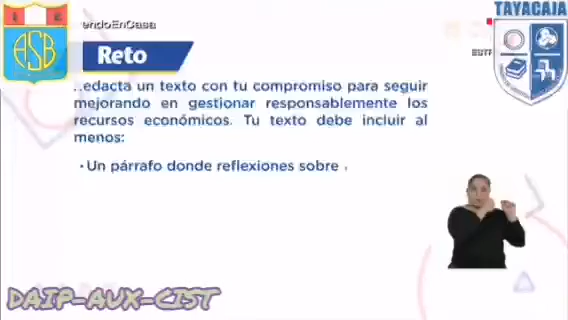 endoEnCasa
TAYACAJA
ASB
Reto
edacta un texto con tu compromiso para seguir
mejorando en gestionar responsablemente los
recursos económicos. Tu texto debe incluir al
menos:
• Un párrafo donde reflexiones sobre
DAIP-AUX-CIST